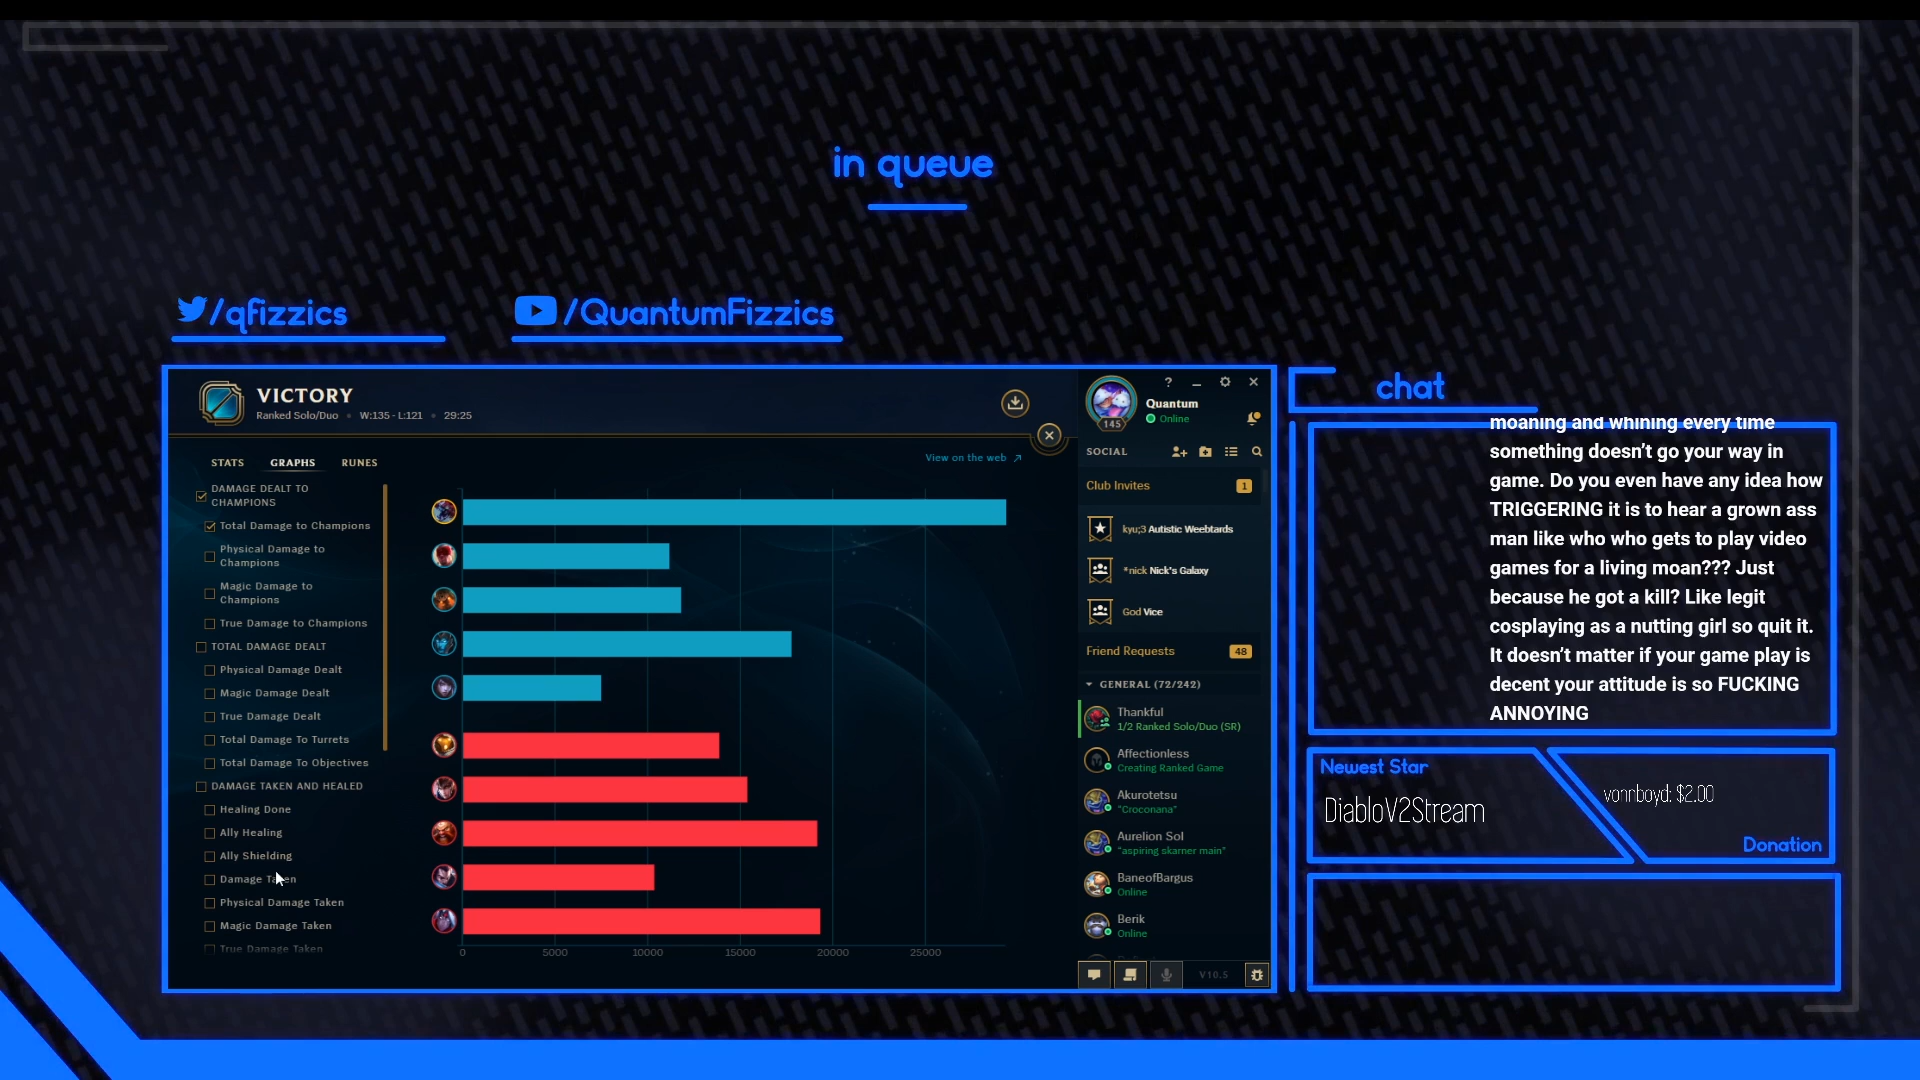 in queue
/qfizzics
/QuantumFizzics
VICTORY
Ranked Solo/Duo • W:135 - L:121 • 29:25
STATS GRAPHS RUNES
View on the web
DAMAGE DEALT TO
CHAMPIONS
Total Damage to Champions
Physical Damage to
Champions
Magic Damage to
Champions
True Damage to Champions
TOTAL DAMAGE DEALT
Physical Damage Dealt
Magic Damage Dealt
True Damage Dealt
Total Damage To Turrets
Total Damage To Objectives
DAMAGE TAKEN AND HEALED
Healing Done
Ally Healing
Ally Shielding
Damage Taken
Physical Damage Taken
Magic Damage Taken
True Damage Taken
0 5000 10000 15000 20000 25000
?
Quantum
Online
145
SOCIAL
Club Invites 1
kyu;3 Autistic Weebtards
*nick Nick's Galaxy
God Vice
Friend Requests 48
GENERAL (72/242)
Thankful
1/2 Ranked Solo/Duo (SR)
Affectionless
Creating Ranked Game
Akurotetsu
"Croconana"
Aurelion Sol
"aspiring skarner main"
BaneofBargus
Online
Berik
Online
V10.5
chat
moaning and whining every time
something doesn't go your way in
game. Do you even have any idea how
TRIGGERING it is to hear a grown ass
man like who who gets to play video
games for a living moan??? Just
because he got a kill? Like legit
cosplaying as a nutting girl so quit it.
It doesn't matter if your game play is
decent your attitude is so FUCKING
ANNOYING
Newest Star
DiabloV2Stream
vonnboyd: $2.00
Donation